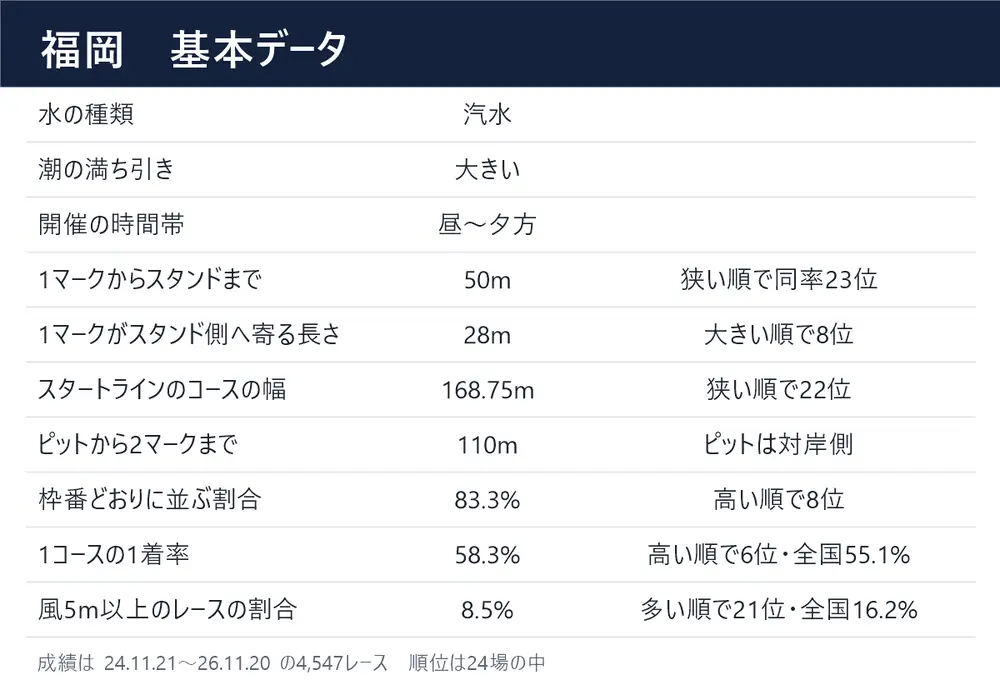 福岡　基本データ
水の種類　汽水
潮の満ち引き　大きい
開催の時間帯　昼～夕方
1マークからスタンドまで　50m　狭い順で同率23位
1マークがスタンド側へ寄る長さ　28m　大きい順で8位
スタートラインのコースの幅　168.75m　狭い順で22位
ピットから2マークまで　110m　ピットは対岸側
枠番どおりに並ぶ割合　83.3%　高い順で8位
1コースの1着率　58.3%　高い順で6位・全国55.1%
風5m以上のレースの割合　8.5%　多い順で21位・全国16.2%
成績は 24.11.21～26.11.20 の4,547レース　順位は24場の中